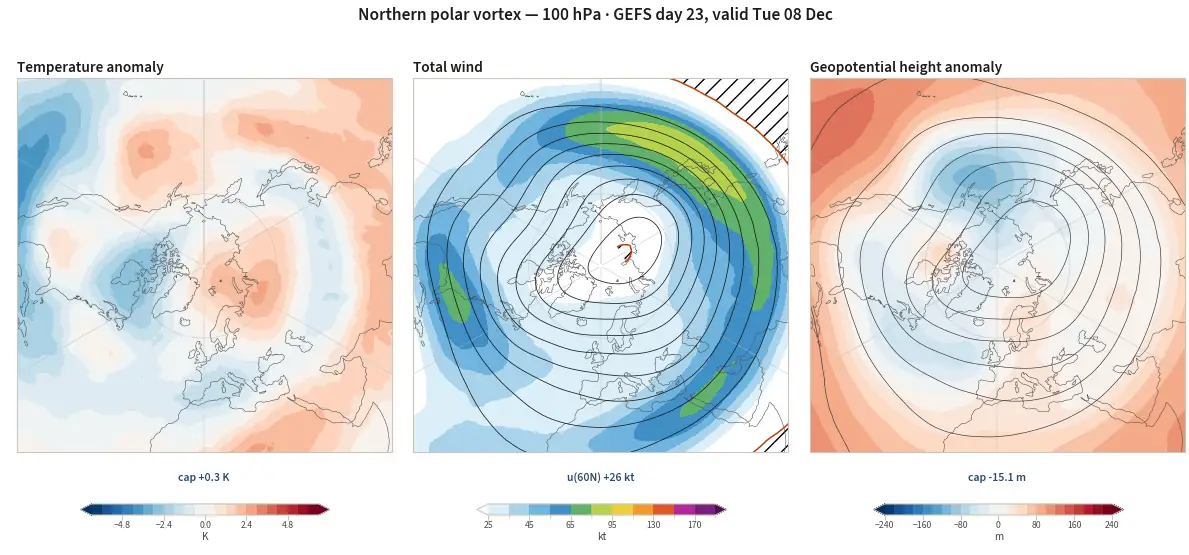 Northern polar vortex — 100 hPa · GEFS day 23, valid Tue 08 Dec
Temperature anomaly
Total wind
Geopotential height anomaly
cap +0.3 K
u(60N) +26 kt
cap -15.1 m
−4.8 −2.4 0.0 2.4 4.8
K
25 45 65 95 130 170
kt
−240 −160 −80 0 80 160 240
m